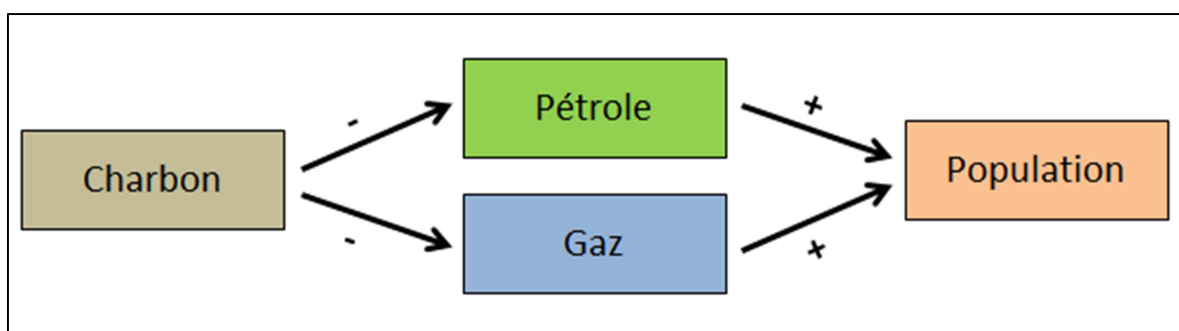 Charbon
-
-
Pétrole
Gaz
+
+
Population